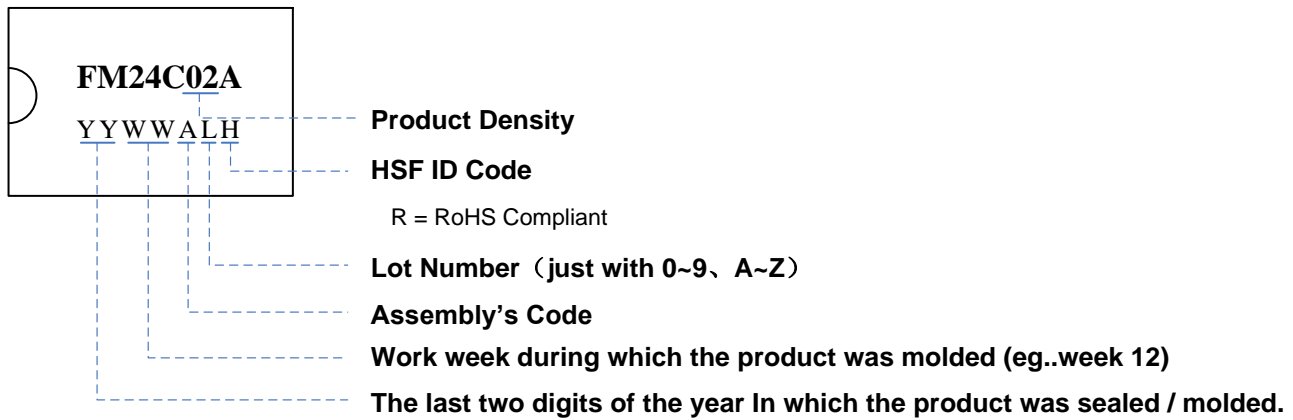 FM24C02A
YYWWALH
Product Density
HSF ID Code
R = RoHS Compliant
Lot Number（just with 0~9、A~Z）
Assembly’s Code
Work week during which the product was molded (eg..week 12)
The last two digits of the year In which the product was sealed / molded.